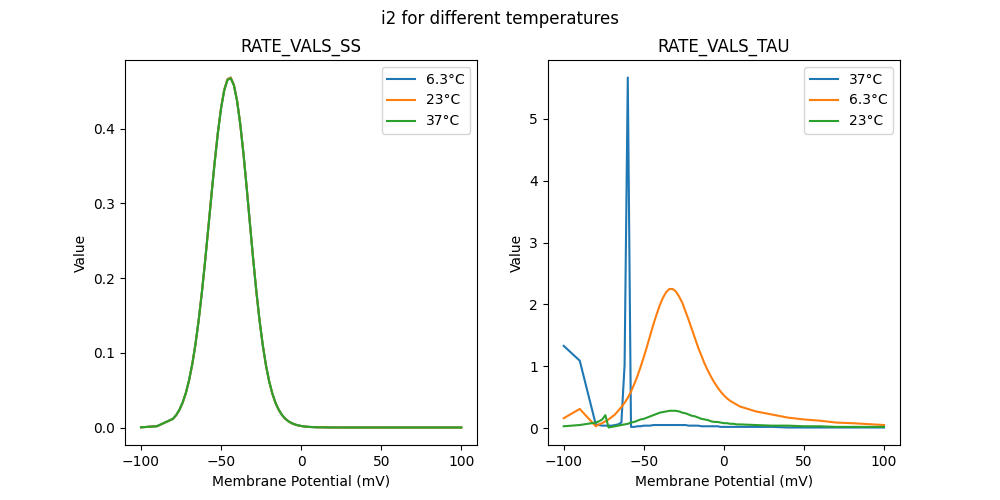 i2 for different temperatures
RATE_VALS_SS
6.3°C
23°C
37°C
0.4
0.3
0.2
0.1
0.0
Value
−100
−50
0
50
100
Membrane Potential (mV)
RATE_VALS_TAU
37°C
6.3°C
23°C
5
4
3
2
1
0
Value
−100
−50
0
50
100
Membrane Potential (mV)